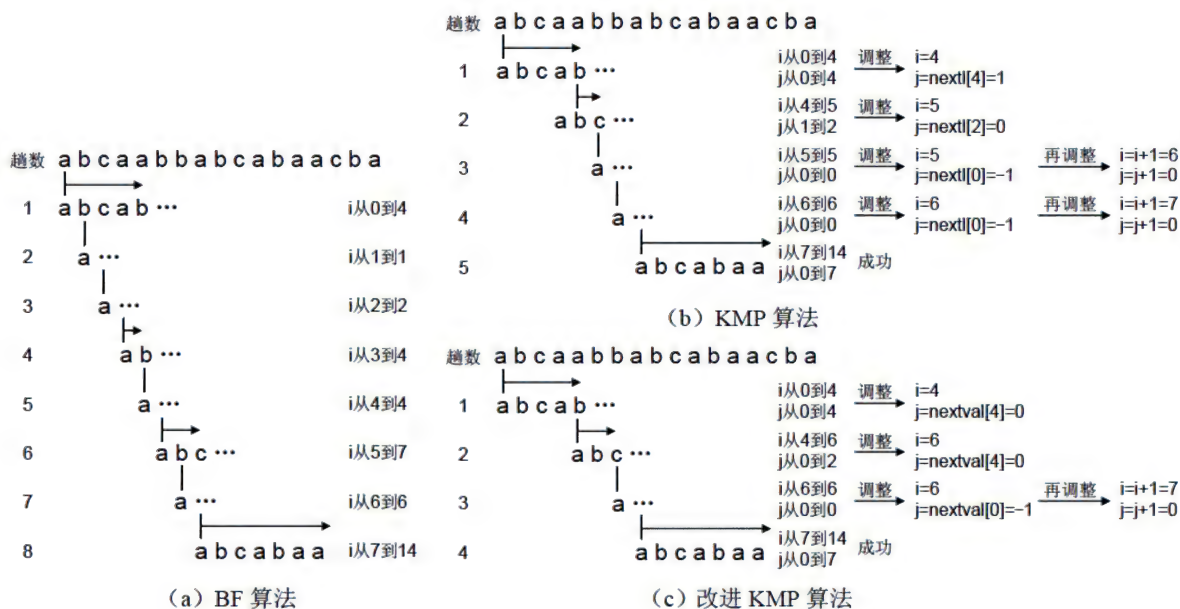 趟数 a b c a a b b a b c a b a a c b a
1 a b c a b ⋯ i从0到4
2 a ⋯ i从1到1
3 a ⋯ i从2到2
4 a b ⋯ i从3到4
5 a ⋯ i从4到4
6 a b c ⋯ i从5到7
7 a ⋯ i从6到6
8 a b c a b a a i从7到14
(a) BF 算法
趟数 a b c a a b b a b c a b a a c b a
1 a b c a b ⋯ i从0到4 调整 i=4
j从0到4 j=nextl[4]=1
2 a b c ⋯ i从4到5 调整 i=5
j从1到2 j=nextl[2]=0
3 a ⋯ i从5到5 调整 i=5 再调整 i=i+1=6
j从0到0 j=nextl[0]=−1 j=j+1=0
4 a ⋯ i从6到6 调整 i=6 再调整 i=i+1=7
j从0到0 j=nextl[0]=−1 j=j+1=0
5 a b c a b a a i从7到14 成功
j从0到7
(b) KMP 算法
趟数 a b c a a b b a b c a b a a c b a
1 a b c a b ⋯ i从0到4 调整 i=4
j从0到4 j=nextval[4]=0
2 a b c ⋯ i从4到6 调整 i=6
j从0到2 j=nextval[4]=0
3 a ⋯ i从6到6 调整 i=6 再调整 i=i+1=7
j从0到0 j=nextval[0]=−1 j=j+1=0
4 a b c a b a a i从7到14 成功
j从0到7
(c) 改进 KMP 算法